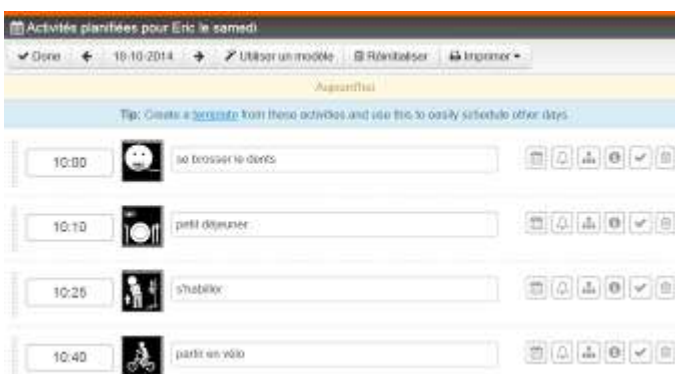 Activités planifiées pour Eric le samedi
Done 18-10-2014 Utiliser un modèle Réinitialiser Imprimer
Aujourd'hui
Tip: Create a template from these activities and use this to easily schedule other days.
10:00 se brosser le dents
10:10 petit déjeuner
10:25 s'habiller
10:40 partir en vélo